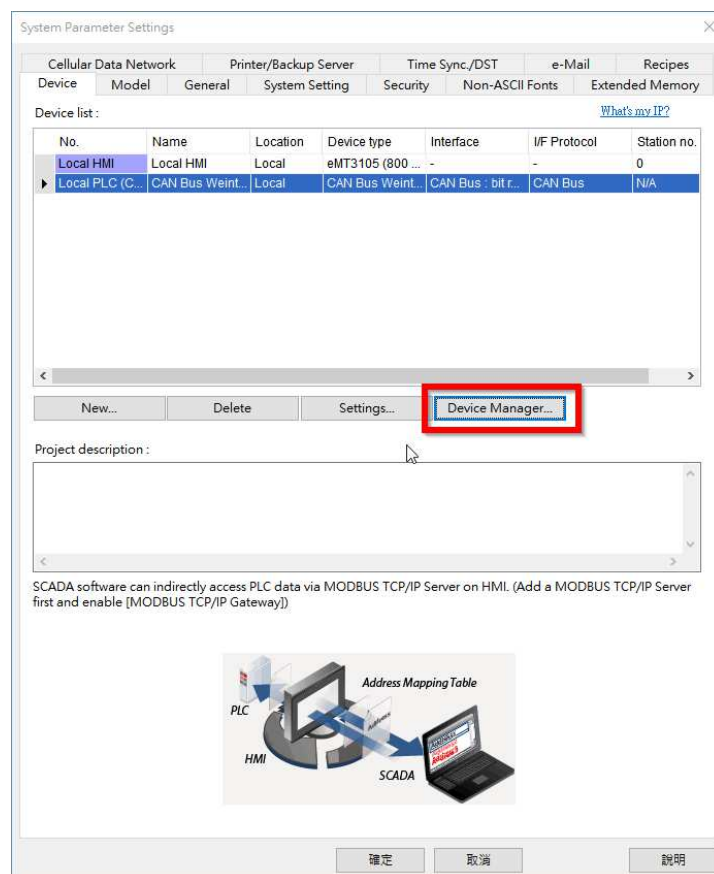 System Parameter Settings
Cellular Data Network Printer/Backup Server Time Sync./DST e-Mail Recipes
Device Model General System Setting Security Non-ASCII Fonts Extended Memory
Device list :
What's my IP?
No. Name Location Device type Interface I/F Protocol Station no.
Local HMI Local HMI Local eMT3105 (800 ... - - 0
Local PLC (C... CAN Bus Weint... Local CAN Bus Weint... CAN Bus : bit r... CAN Bus N/A
New... Delete Settings... Device Manager...
Project description :
SCADA software can indirectly access PLC data via MODBUS TCP/IP Server on HMI. (Add a MODBUS TCP/IP Server
first and enable [MODBUS TCP/IP Gateway])
Address Mapping Table
PLC
Address
HMI
SCADA
確定 取消 說明